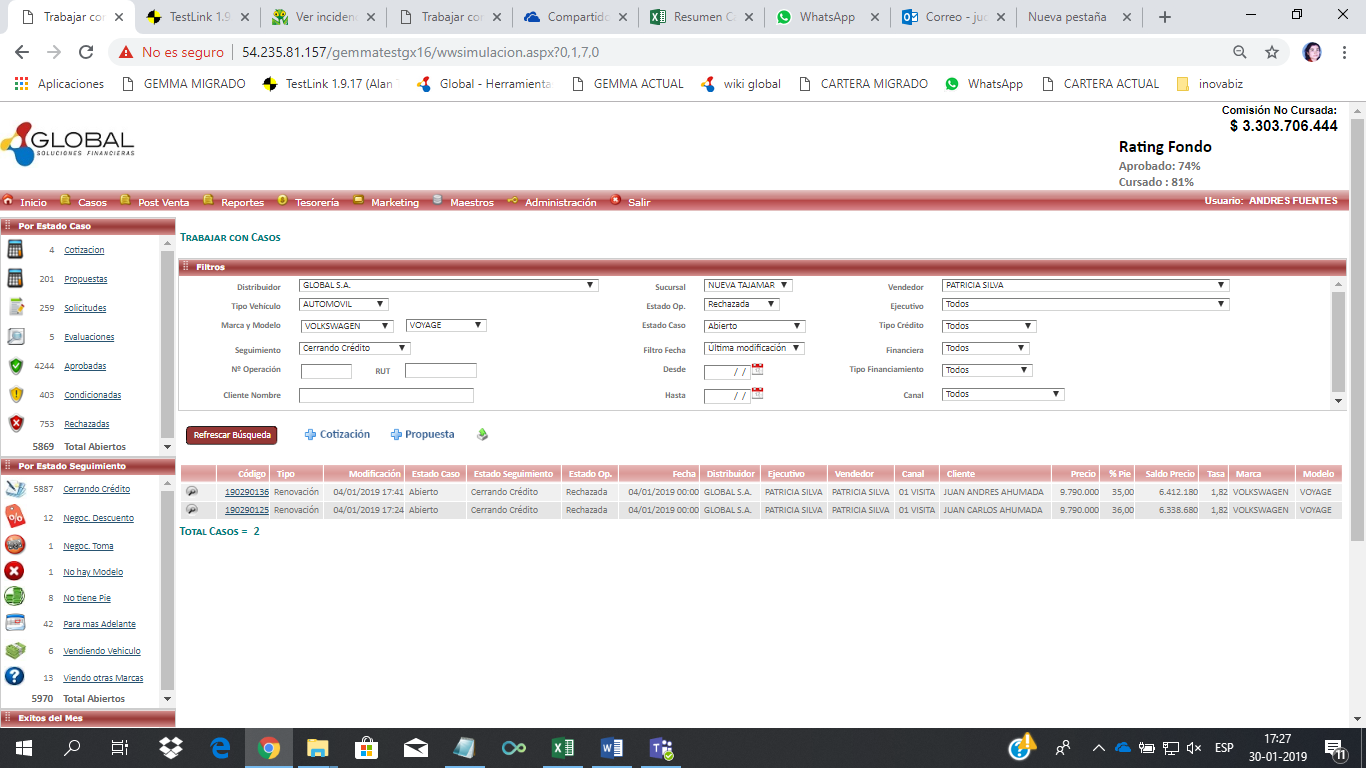 Trabajar con
TestLink 1.9
Ver inciden
Trabajar con
Compartido
Resumen C
WhatsApp
Correo - juc
Nueva pestaña
No es seguro
54.235.81.157/gemmatestgx16/wwsimulacion.aspx?0,1,7,0
Aplicaciones
GEMMA MIGRADO
TestLink 1.9.17 (Alan
Global - Herramienta
GEMMA ACTUAL
wiki global
CARTERA MIGRADO
WhatsApp
CARTERA ACTUAL
inovabiz
GLOBAL
SOLUCIONES FINANCIERAS
Comisión No Cursada:
$ 3.303.706.444
Rating Fondo
Aprobado: 74%
Cursado : 81%
Inicio Casos Post Venta Reportes Tesorería Marketing Maestros Administración Salir
Usuario: ANDRES FUENTES
Por Estado Caso
4 Cotizacion
201 Propuestas
259 Solicitudes
5 Evaluaciones
4244 Aprobadas
403 Condicionadas
753 Rechazadas
5869 Total Abiertos
Por Estado Seguimiento
5887 Cerrando Crédito
12 Negoc. Descuento
1 Negoc. Toma
1 No hay Modelo
8 No tiene Pie
42 Para mas Adelante
6 Vendiendo Vehículo
13 Viendo otras Marcas
5970 Total Abiertos
Exitos del Mes
TRABAJAR CON CASOS
Filtros
Distribuidor GLOBAL S.A. Sucursal NUEVA TAJAMAR Vendedor PATRICIA SILVA
Tipo Vehículo AUTOMOVIL Estado Op. Rechazada Ejecutivo Todos
Marca y Modelo VOLKSWAGEN VOYAGE Estado Caso Abierto Tipo Crédito Todos
Seguimiento Cerrando Crédito Filtro Fecha Última modificación Financiera Todos
Nº Operación RUT Desde / / Tipo Financiamiento Todos
Cliente Nombre Hasta / / Canal Todos
Refrescar Búsqueda Cotización Propuesta
Código Tipo Modificación Estado Caso Estado Seguimiento Estado Op. Fecha Distribuidor Ejecutivo Vendedor Canal Cliente Precio % Pie Saldo Precio Tasa Marca Modelo
190290136 Renovación 04/01/2019 17:41 Abierto Cerrando Crédito Rechazada 04/01/2019 00:00 GLOBAL S.A. PATRICIA SILVA PATRICIA SILVA 01 VISITA JUAN ANDRES AHUMADA 9.790.000 35,00 6.412.180 1,82 VOLKSWAGEN VOYAGE
190290125 Renovación 04/01/2019 17:24 Abierto Cerrando Crédito Rechazada 04/01/2019 00:00 GLOBAL S.A. PATRICIA SILVA PATRICIA SILVA 01 VISITA JUAN CARLOS AHUMADA 9.790.000 36,00 6.338.680 1,82 VOLKSWAGEN VOYAGE
TOTAL CASOS = 2
ESP
17:27
30-01-2019
11